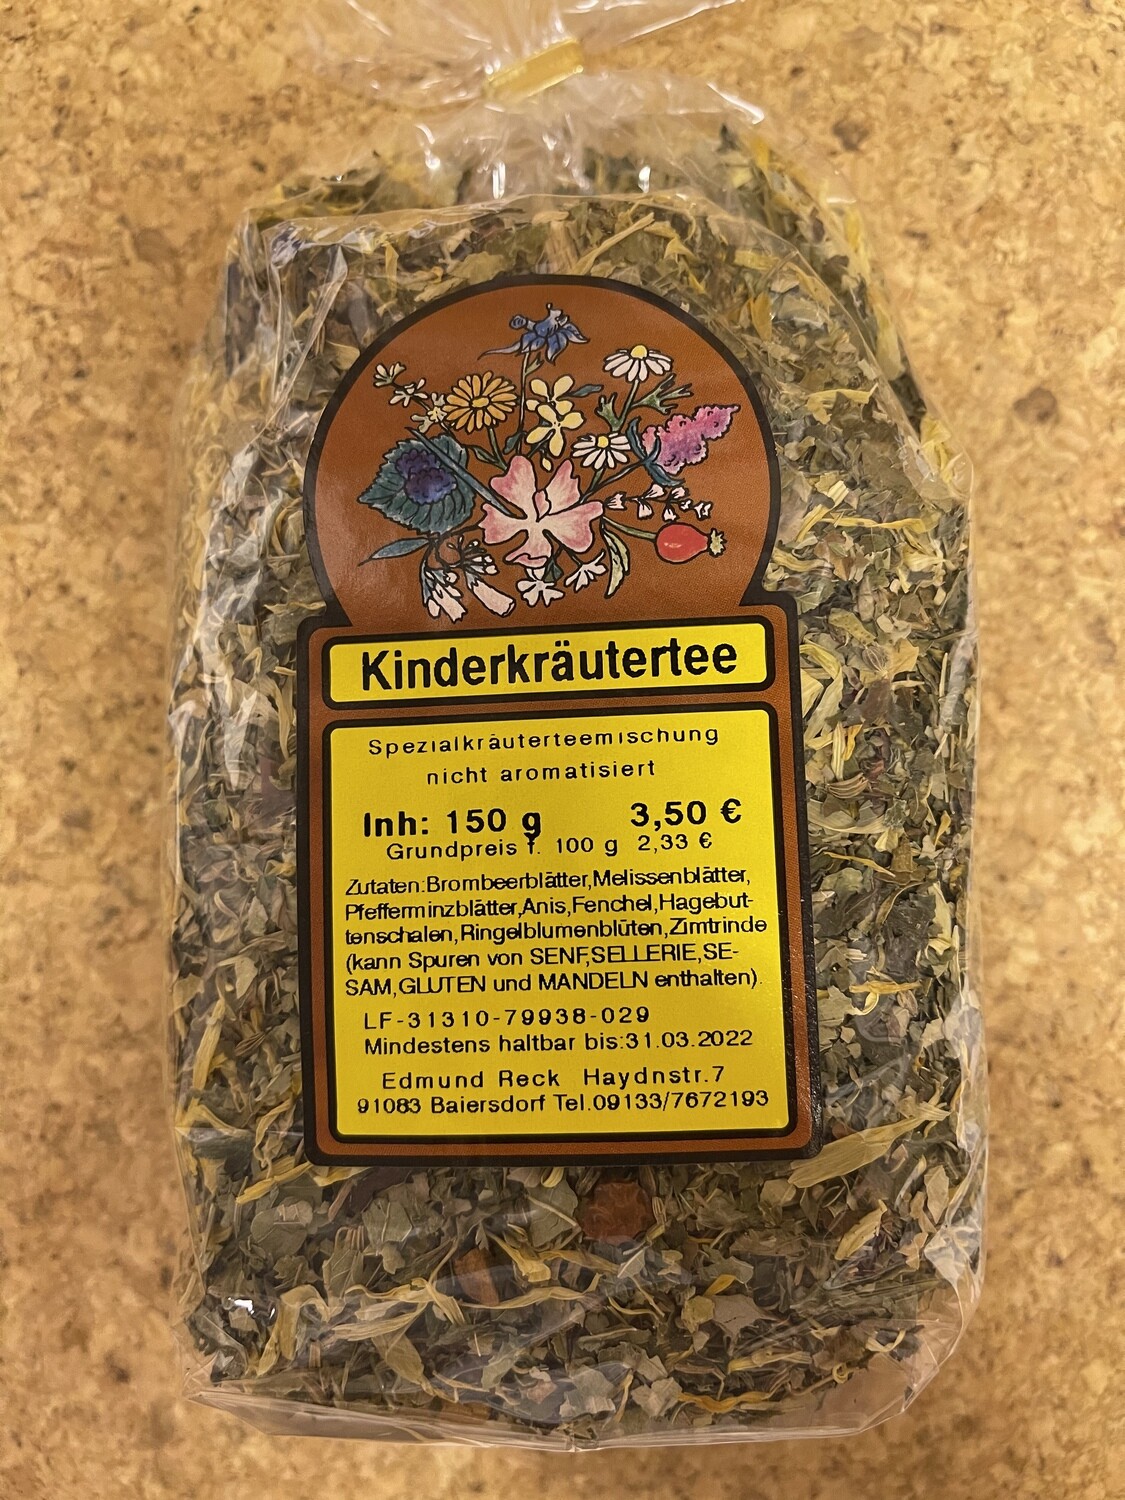 Kinderkräutertee
Spezialkräuterteemischung
nicht aromatisiert
Inh: 150 g 3,50 €
Grundpreis f. 100 g 2,33 €
Zutaten:Brombeerblätter,Melissenblätter,
Pfefferminzblätter,Anis,Fenchel,Hagebut-
tenschalen,Ringelblumenblüten,Zimtrinde
(kann Spuren von SENF,SELLERIE,SE-
SAM,GLUTEN und MANDELN enthalten).
LF-31310-79938-029
Mindestens haltbar bis:31.03.2022
Edmund Reck Haydnstr.7
91083 Baiersdorf Tel.09133/7672193